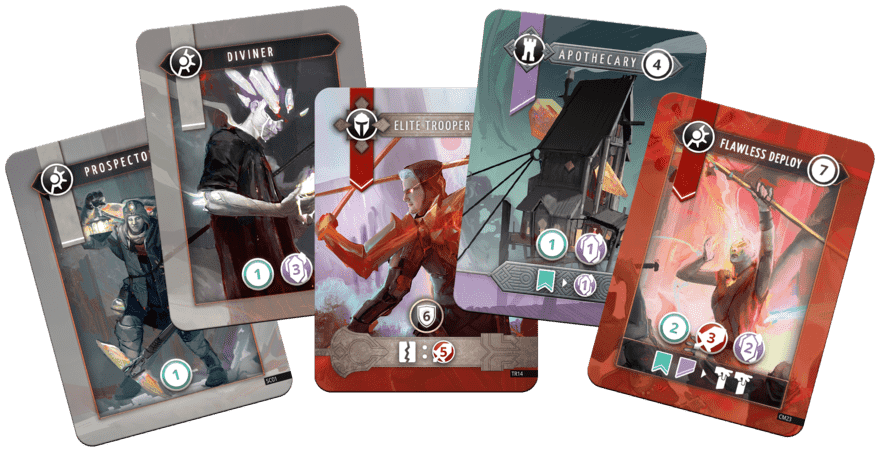 PROSPECTO
1
SC01
DIVINER
1
3
ELITE TROOPER
6
:
5
TR14
APOTHECARY
4
1
1
1
FLAWLESS DEPLOY
7
2
3
2
CM23